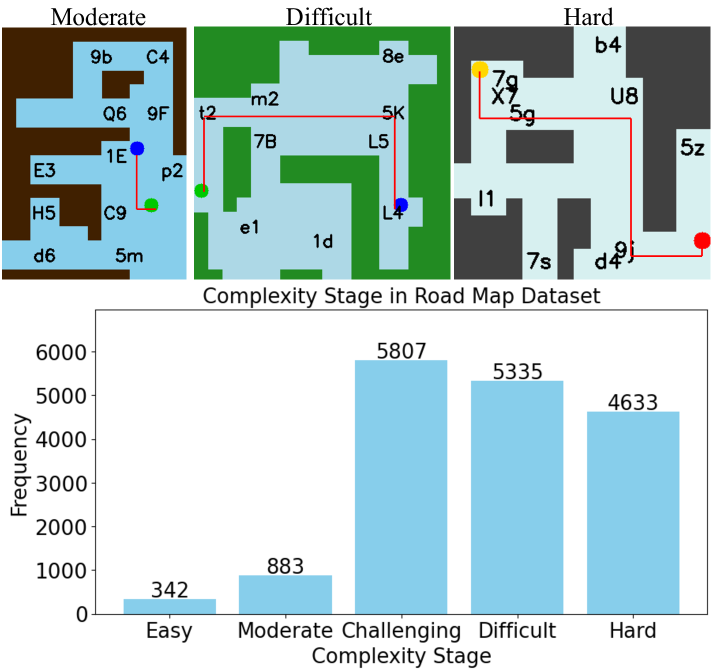 Moderate Difficult Hard
9b C4
Q6 9F
1E
E3 p2
H5 C9
d6 5m
8e
m2
t2 5K
7B L5
L4
e1
1d
b4
7g
X7 U8
5g
5z
l1
9j
7s d4
Complexity Stage in Road Map Dataset
Frequency
6000
5000
4000
3000
2000
1000
0
342
883
5807
5335
4633
Easy Moderate Challenging Difficult Hard
Complexity Stage